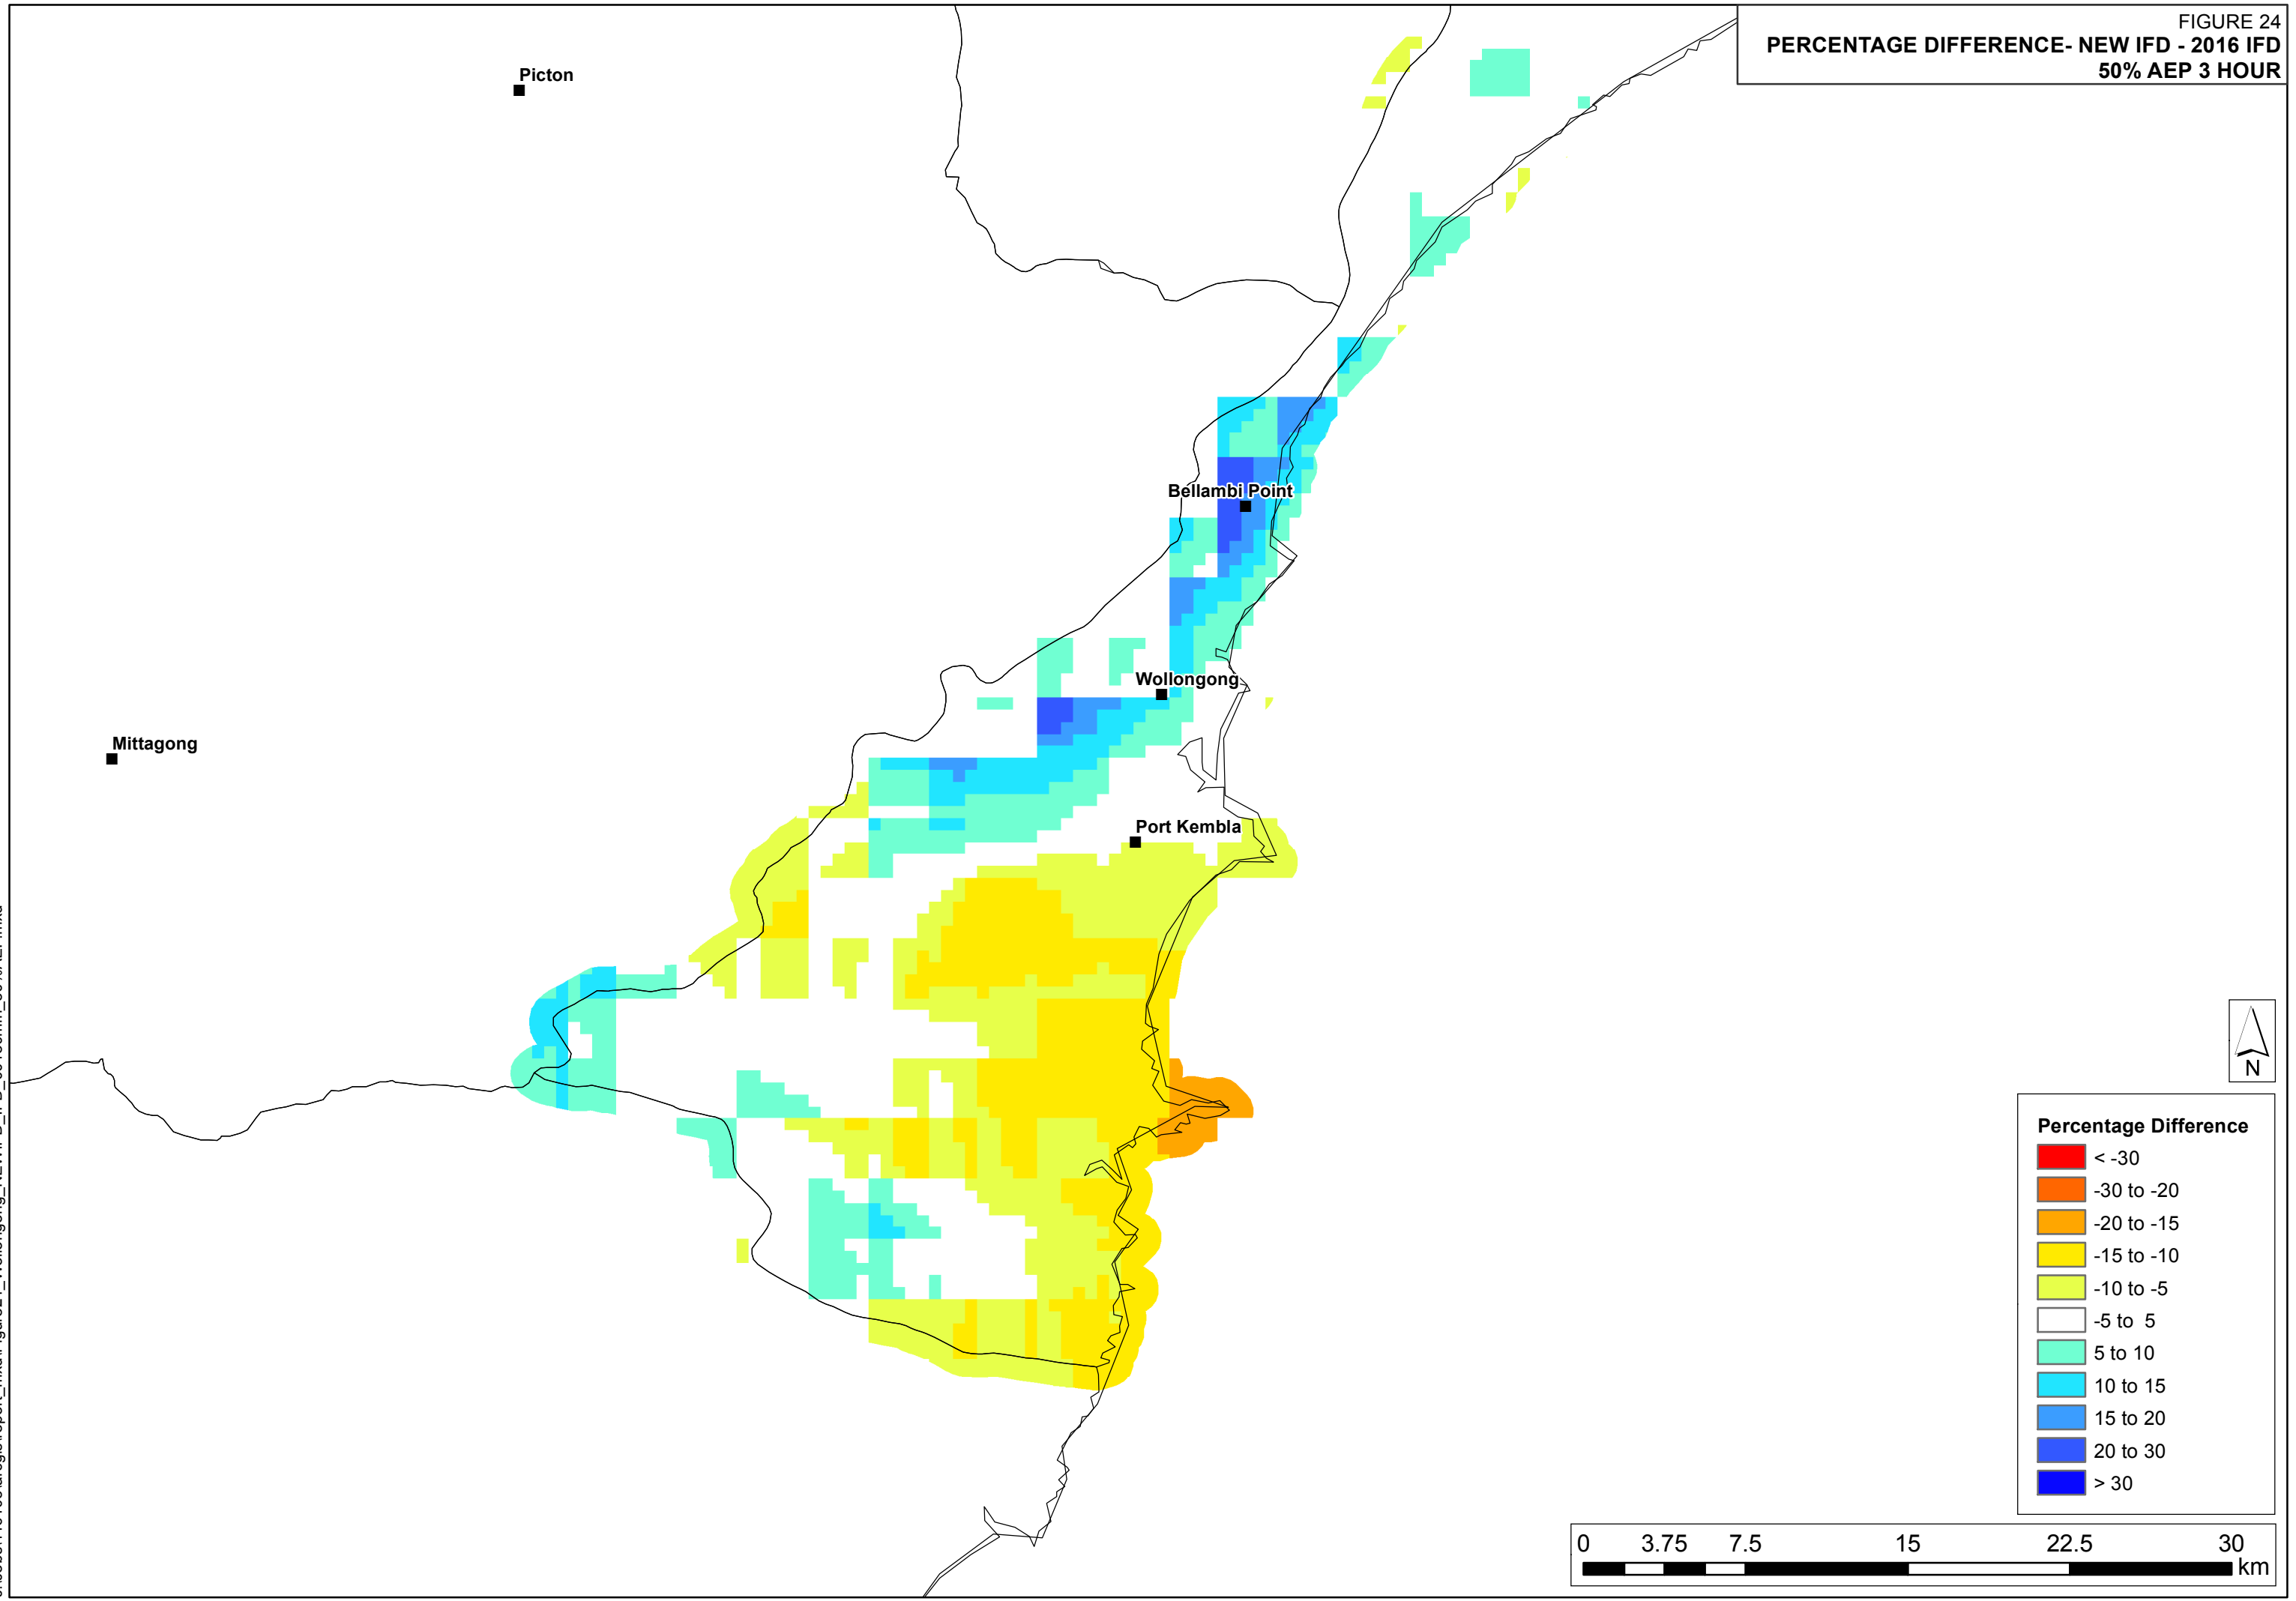 FIGURE 24
PERCENTAGE DIFFERENCE- NEW IFD - 2016 IFD
50% AEP 3 HOUR
Picton
Bellambi Point
Wollongong
Mittagong
Port Kembla
N
Percentage Difference
< -30
-30 to -20
-20 to -15
-15 to -10
-10 to -5
-5 to 5
5 to 10
10 to 15
15 to 20
20 to 30
> 30
0 3.75 7.5 15 22.5 30
km